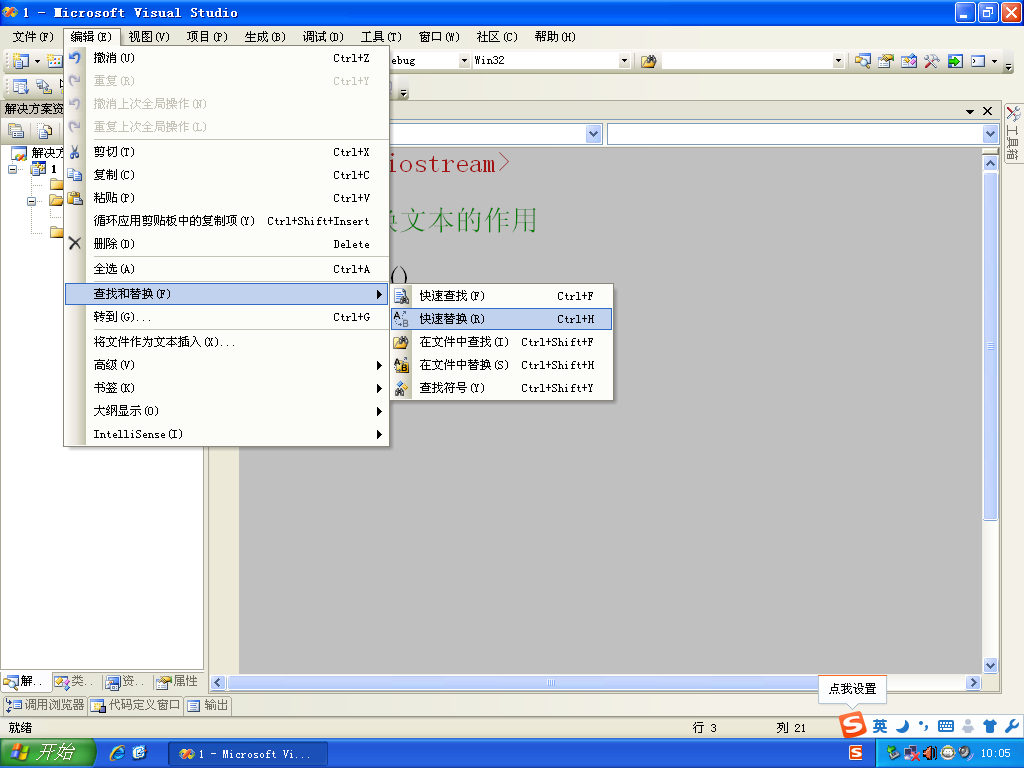 1 - Microsoft Visual Studio
文件(F) 编辑(E) 视图(V) 项目(P) 生成(B) 调试(D) 工具(T) 窗口(W) 社区(C) 帮助(H)
撤消(U) Ctrl+Z
重复(R) Ctrl+Y
撤消上次全局操作(N)
重复上次全局操作(L)
剪切(T) Ctrl+X
复制(C) Ctrl+C
粘贴(P) Ctrl+V
循环应用剪贴板中的复制项(Y) Ctrl+Shift+Insert
删除(D) Delete
全选(A) Ctrl+A
查找和替换(F)
转到(G)... Ctrl+G
将文件作为文本插入(X)...
高级(V)
书签(K)
大纲显示(O)
IntelliSense(I)
快速查找(F) Ctrl+F
快速替换(R) Ctrl+H
在文件中查找(I) Ctrl+Shift+F
在文件中替换(S) Ctrl+Shift+H
查找符号(Y) Ctrl+Shift+Y
ebug Win32
解决方案资
解决方
1
iostream>
换文本的作用
()
工具箱
解.. 类.. 资.. 属性
调用浏览器 代码定义窗口 输出
点我设置
就绪 行 3 列 21
英
开始 1 - Microsoft Vi... 10:05